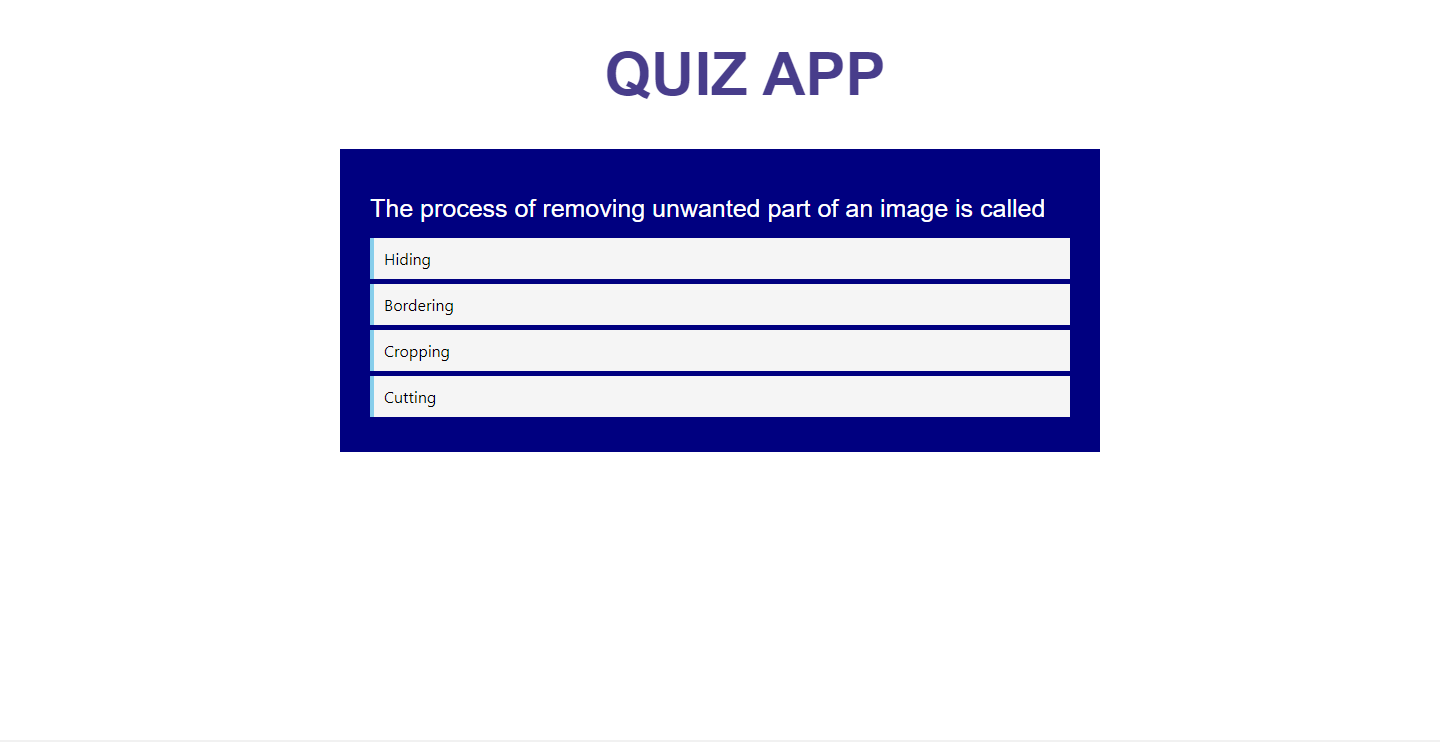 QUIZ APP
The process of removing unwanted part of an image is called
Hiding
Bordering
Cropping
Cutting